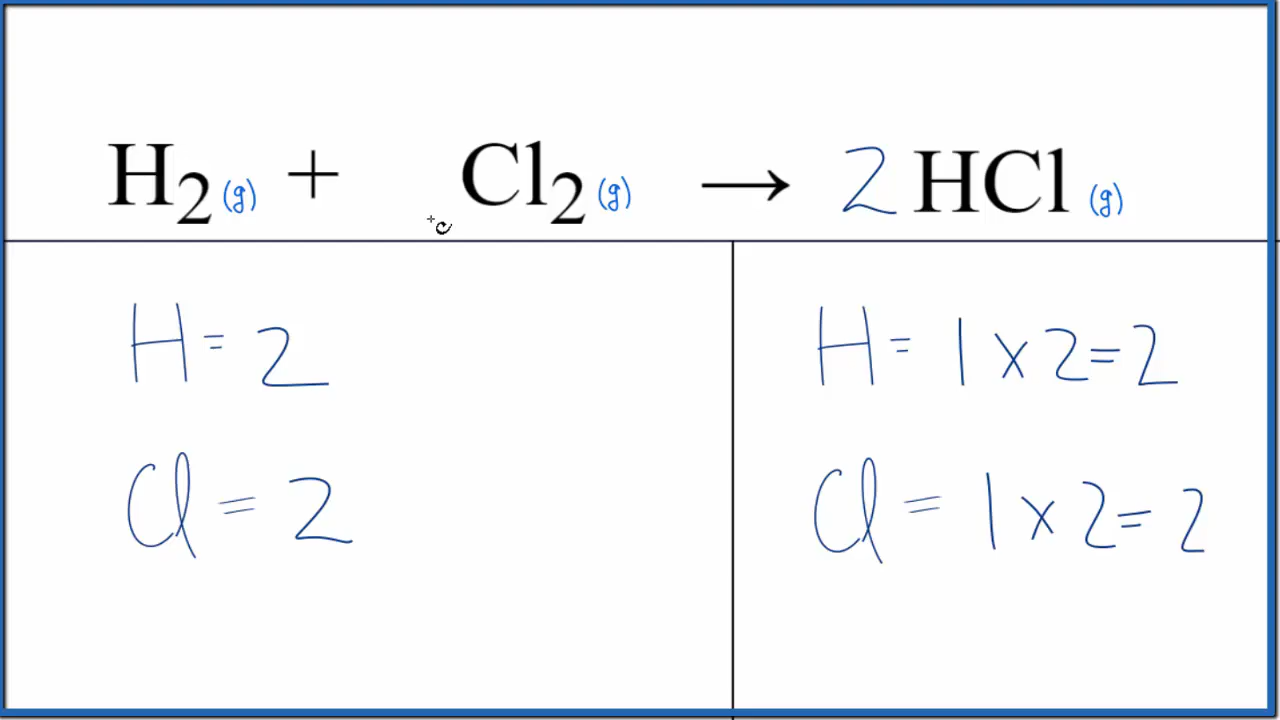 H2(g) + Cl2(g) → 2 HCl (g)
H = 2
H = 1 x 2 = 2
Cl = 2
Cl = 1 x 2 = 2